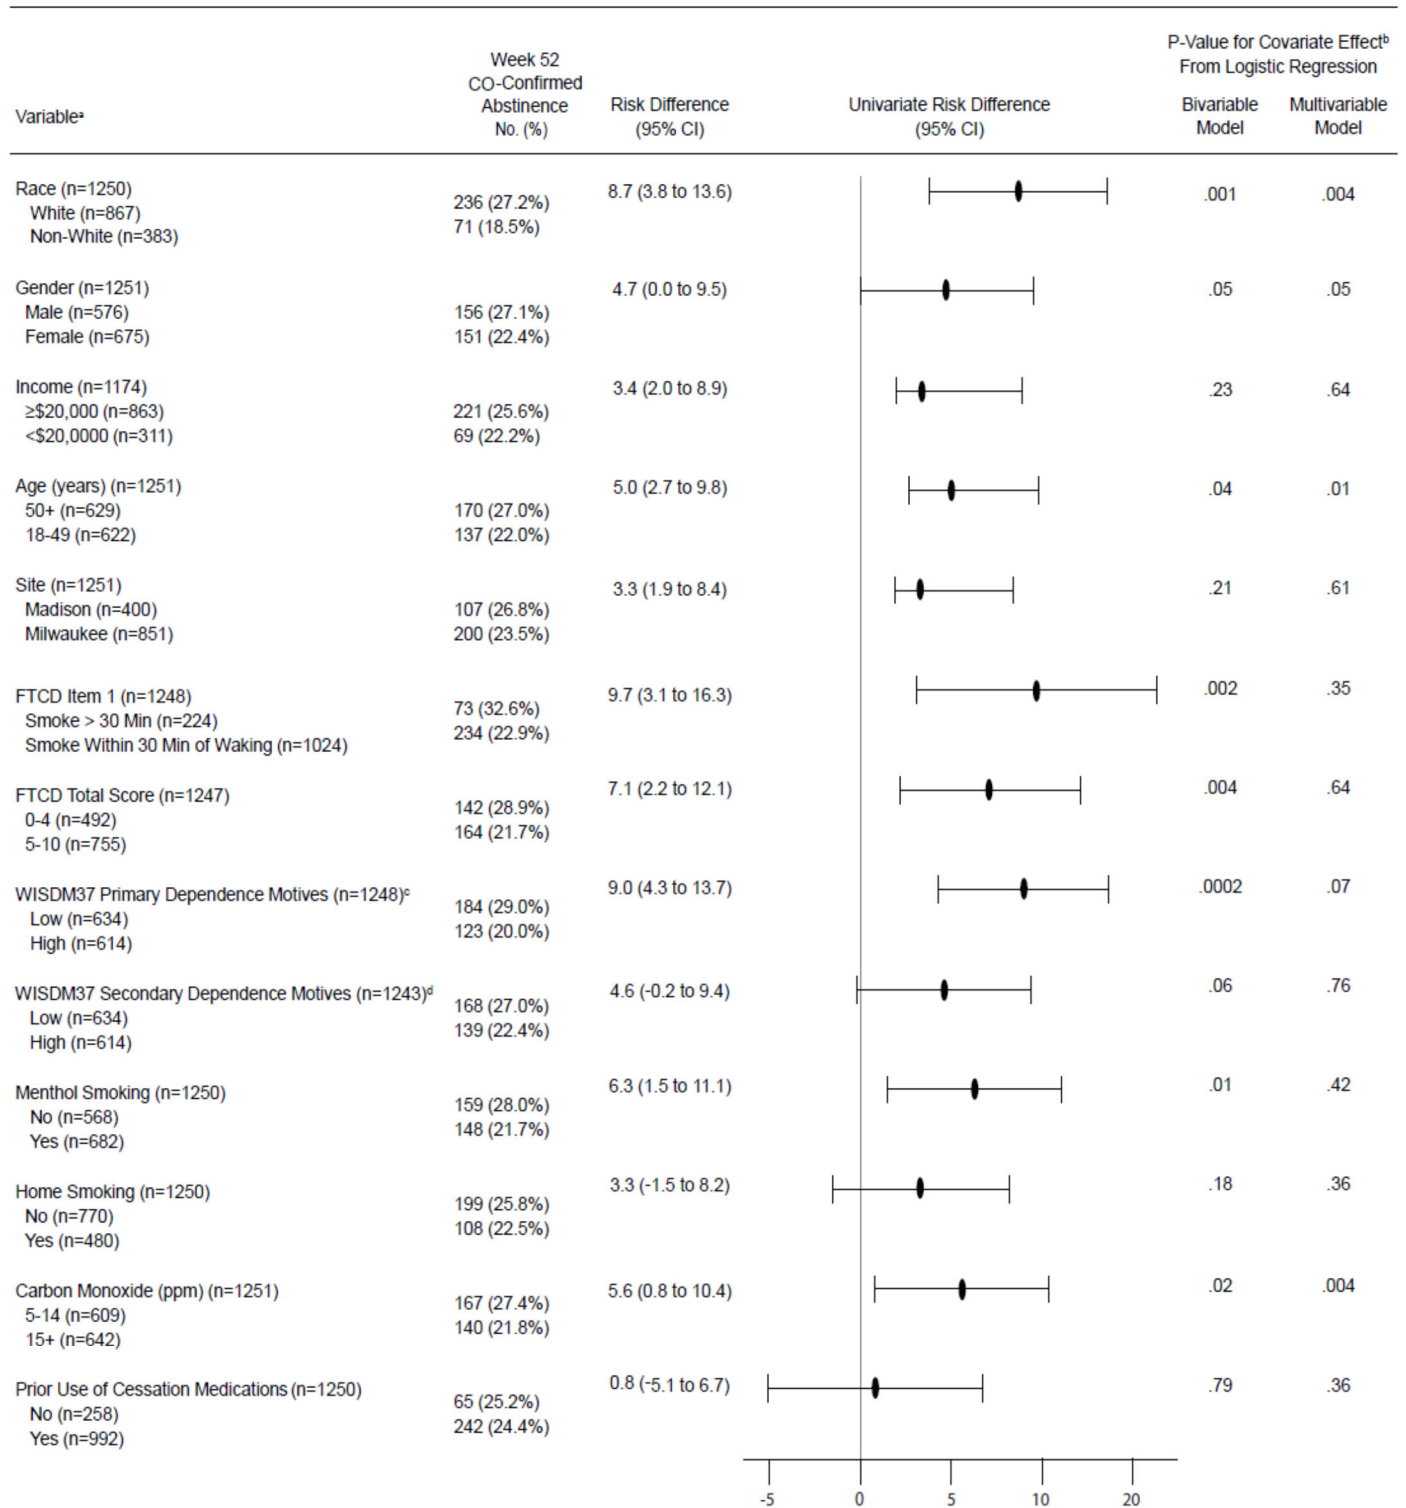 Variableᵃ
Week 52
CO-Confirmed
Abstinence
No. (%)
Risk Difference
(95% CI)
Univariate Risk Difference
(95% CI)
P-Value for Covariate Effectᵇ
From Logistic Regression
Bivariable
Model
Multivariable
Model
Race (n=1250) 8.7 (3.8 to 13.6) .001 .004
White (n=867) 236 (27.2%)
Non-White (n=383) 71 (18.5%)
Gender (n=1251) 4.7 (0.0 to 9.5) .05 .05
Male (n=576) 156 (27.1%)
Female (n=675) 151 (22.4%)
Income (n=1174) 3.4 (2.0 to 8.9) .23 .64
≥$20,000 (n=863) 221 (25.6%)
<$20,0000 (n=311) 69 (22.2%)
Age (years) (n=1251) 5.0 (2.7 to 9.8) .04 .01
50+ (n=629) 170 (27.0%)
18-49 (n=622) 137 (22.0%)
Site (n=1251) 3.3 (1.9 to 8.4) .21 .61
Madison (n=400) 107 (26.8%)
Milwaukee (n=851) 200 (23.5%)
FTCD Item 1 (n=1248) 9.7 (3.1 to 16.3) .002 .35
Smoke > 30 Min (n=224) 73 (32.6%)
Smoke Within 30 Min of Waking (n=1024) 234 (22.9%)
FTCD Total Score (n=1247) 7.1 (2.2 to 12.1) .004 .64
0-4 (n=492) 142 (28.9%)
5-10 (n=755) 164 (21.7%)
WISDM37 Primary Dependence Motives (n=1248)ᶜ 9.0 (4.3 to 13.7) .0002 .07
Low (n=634) 184 (29.0%)
High (n=614) 123 (20.0%)
WISDM37 Secondary Dependence Motives (n=1243)ᵈ 4.6 (-0.2 to 9.4) .06 .76
Low (n=634) 168 (27.0%)
High (n=614) 139 (22.4%)
Menthol Smoking (n=1250) 6.3 (1.5 to 11.1) .01 .42
No (n=568) 159 (28.0%)
Yes (n=682) 148 (21.7%)
Home Smoking (n=1250) 3.3 (-1.5 to 8.2) .18 .36
No (n=770) 199 (25.8%)
Yes (n=480) 108 (22.5%)
Carbon Monoxide (ppm) (n=1251) 5.6 (0.8 to 10.4) .02 .004
5-14 (n=609) 167 (27.4%)
15+ (n=642) 140 (21.8%)
Prior Use of Cessation Medications (n=1250) 0.8 (-5.1 to 6.7) .79 .36
No (n=258) 65 (25.2%)
Yes (n=992) 242 (24.4%)
-5 0 5 10 20